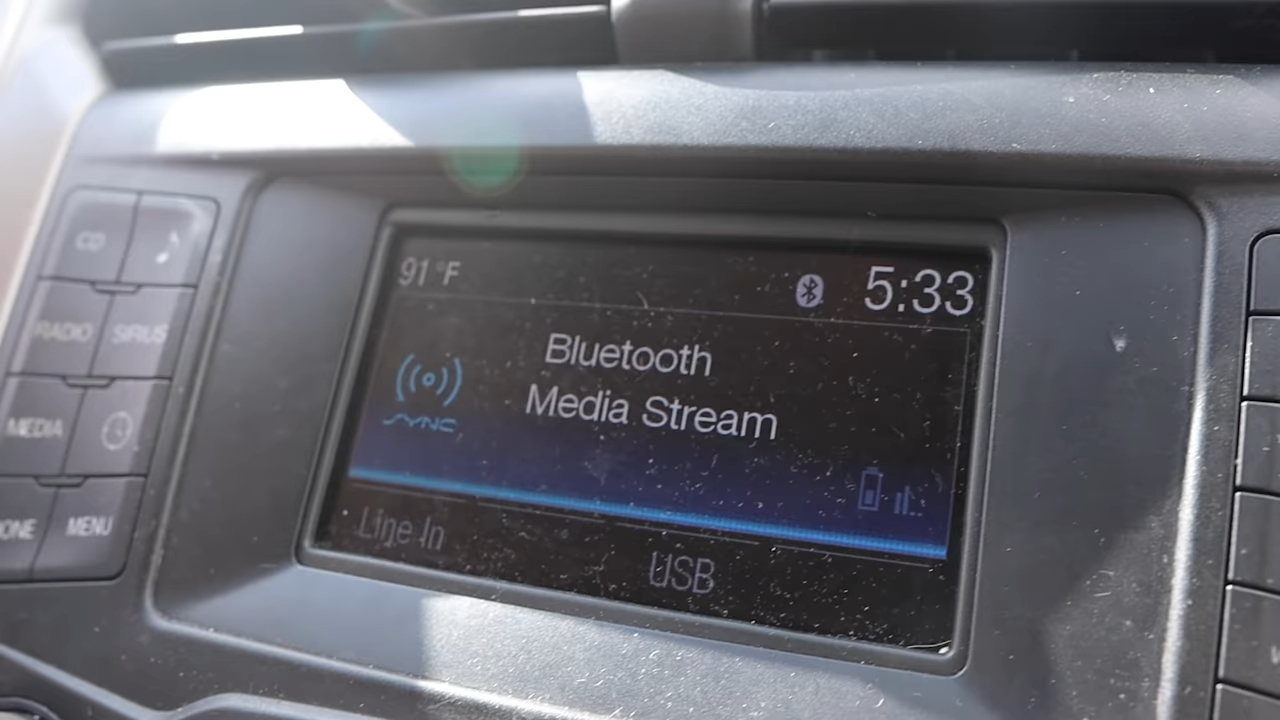 CD
RADIO SIRIUS
MEDIA
ONE MENU
91°F
5:33
Bluetooth
Media Stream
SYNC
Line In
USB